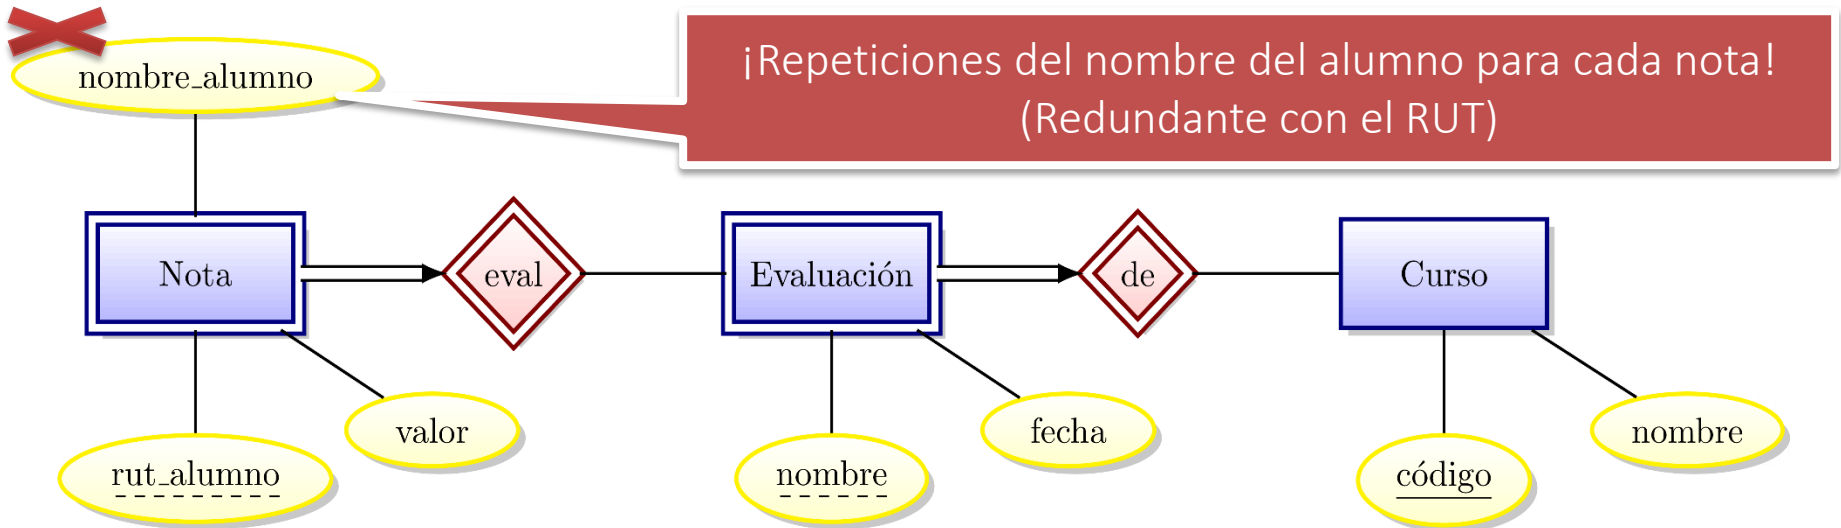 ¡Repeticiones del nombre del alumno para cada nota!
(Redundante con el RUT)
nombre_alumno
Nota
eval
Evaluación
de
Curso
rut_alumno
valor
nombre
fecha
código
nombre